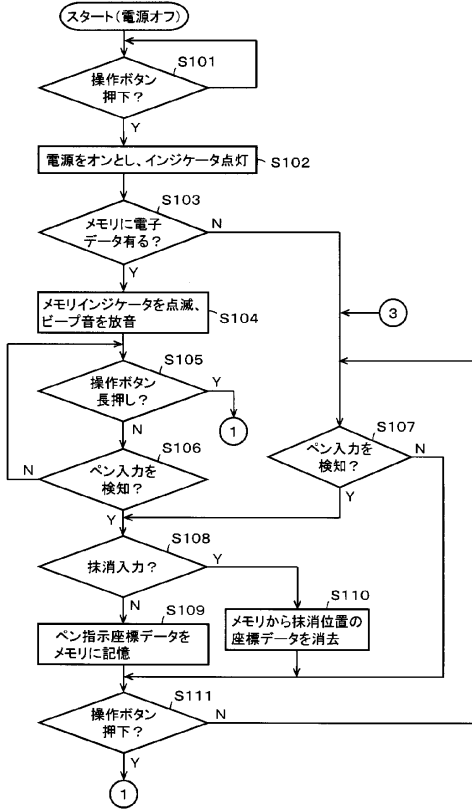 スタート(電源オフ)
S101
操作ボタン
押下?
Y
電源をオンとし、インジケータ点灯
S102
S103
メモリに電子
データ有る?
N
Y
メモリインジケータを点滅、
ビープ音を放音
S104
3
S105
操作ボタン
長押し?
Y
N
1
S106
ペン入力を
検知?
N
Y
S107
ペン入力を
検知?
N
Y
S108
抹消入力?
Y
N
S109
ペン指示座標データを
メモリに記憶
S110
メモリから抹消位置の
座標データを消去
S111
操作ボタン
押下?
N
Y
1